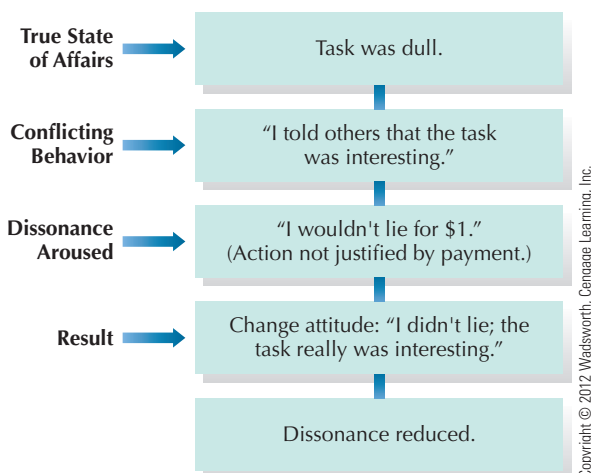 True State
of Affairs
Task was dull.
Conflicting
Behavior
“I told others that the task
was interesting.”
Dissonance
Aroused
“I wouldn't lie for $1.”
(Action not justified by payment.)
Result
Change attitude: “I didn't lie; the
task really was interesting.”
Dissonance reduced.
Copyright © 2012 Wadsworth, Cengage Learning, Inc.